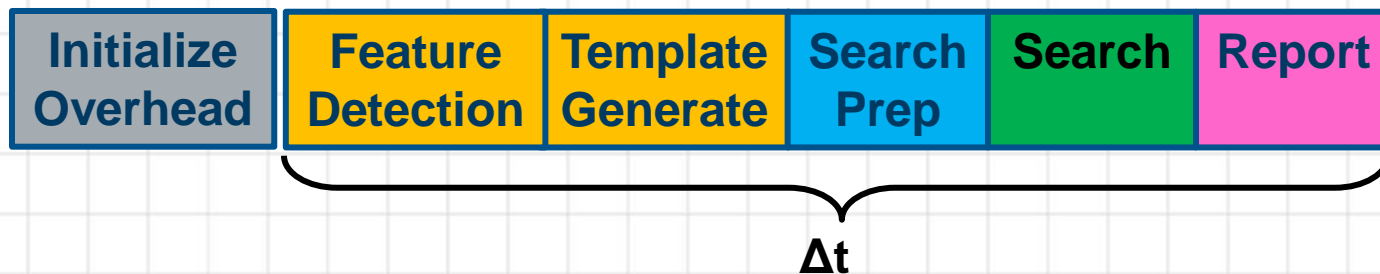 Initialize
Overhead
Feature
Detection
Template
Generate
Search
Prep
Search
Report
Δt